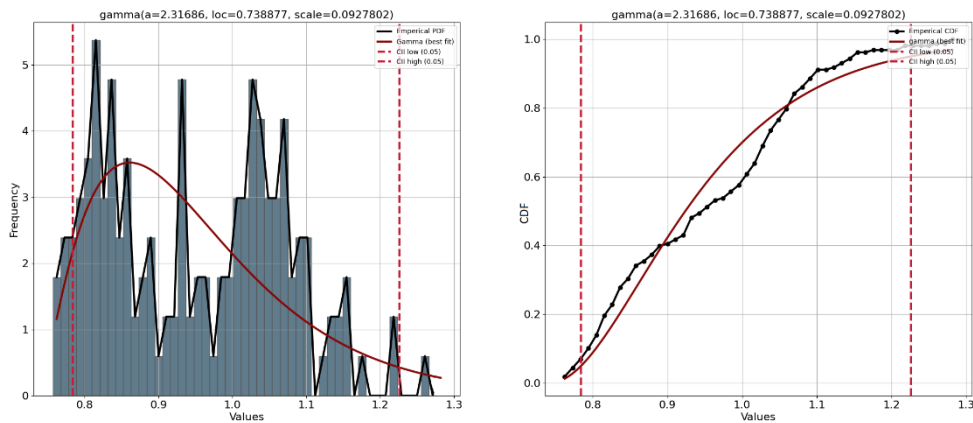 gamma(a=2.31686, loc=0.738877, scale=0.0927802)
Emperical PDF
Gamma (best fit)
CII low (0.05)
CII high (0.05)
5
4
3
2
1
0
Frequency
0.8 0.9 1.0 1.1 1.2 1.3
Values
gamma(a=2.31686, loc=0.738877, scale=0.0927802)
Emperical CDF
gamma (best fit)
CII low (0.05)
CII high (0.05)
1.0
0.8
0.6
0.4
0.2
0.0
CDF
0.8 0.9 1.0 1.1 1.2 1.3
Values